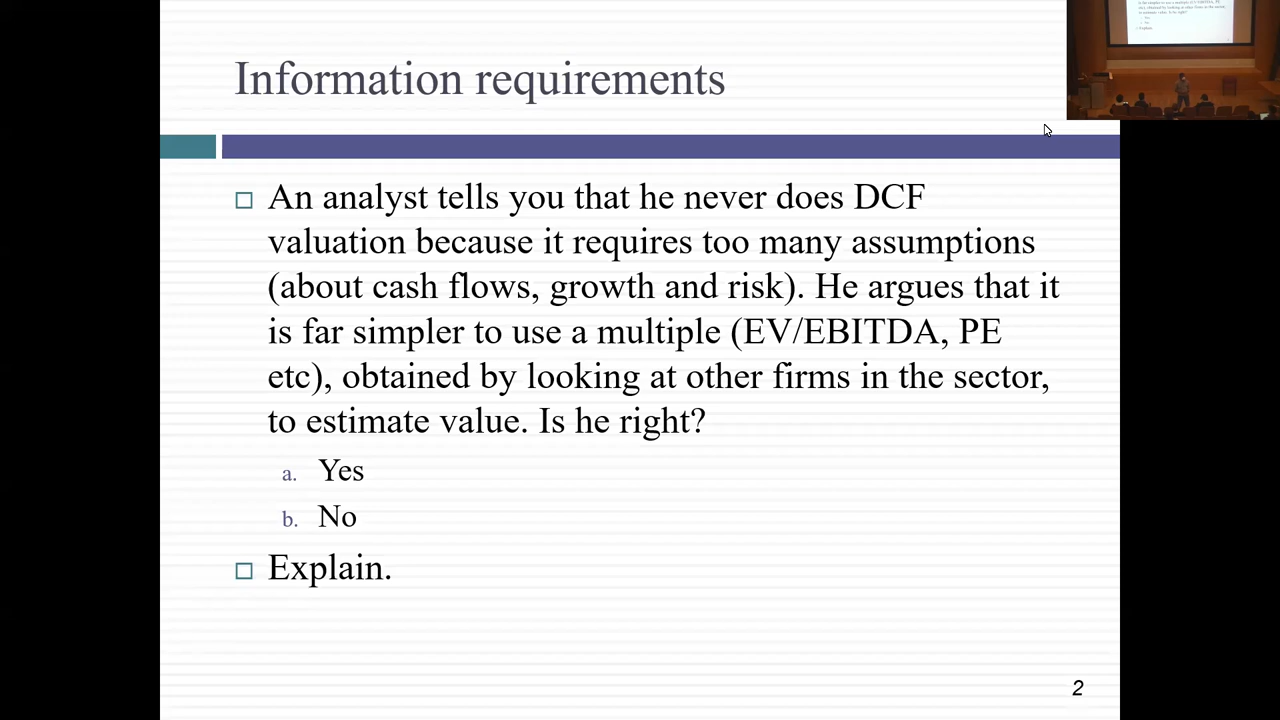 Information requirements
An analyst tells you that he never does DCF
valuation because it requires too many assumptions
(about cash flows, growth and risk). He argues that it
is far simpler to use a multiple (EV/EBITDA, PE
etc), obtained by looking at other firms in the sector,
to estimate value. Is he right?
a. Yes
b. No
Explain.
2